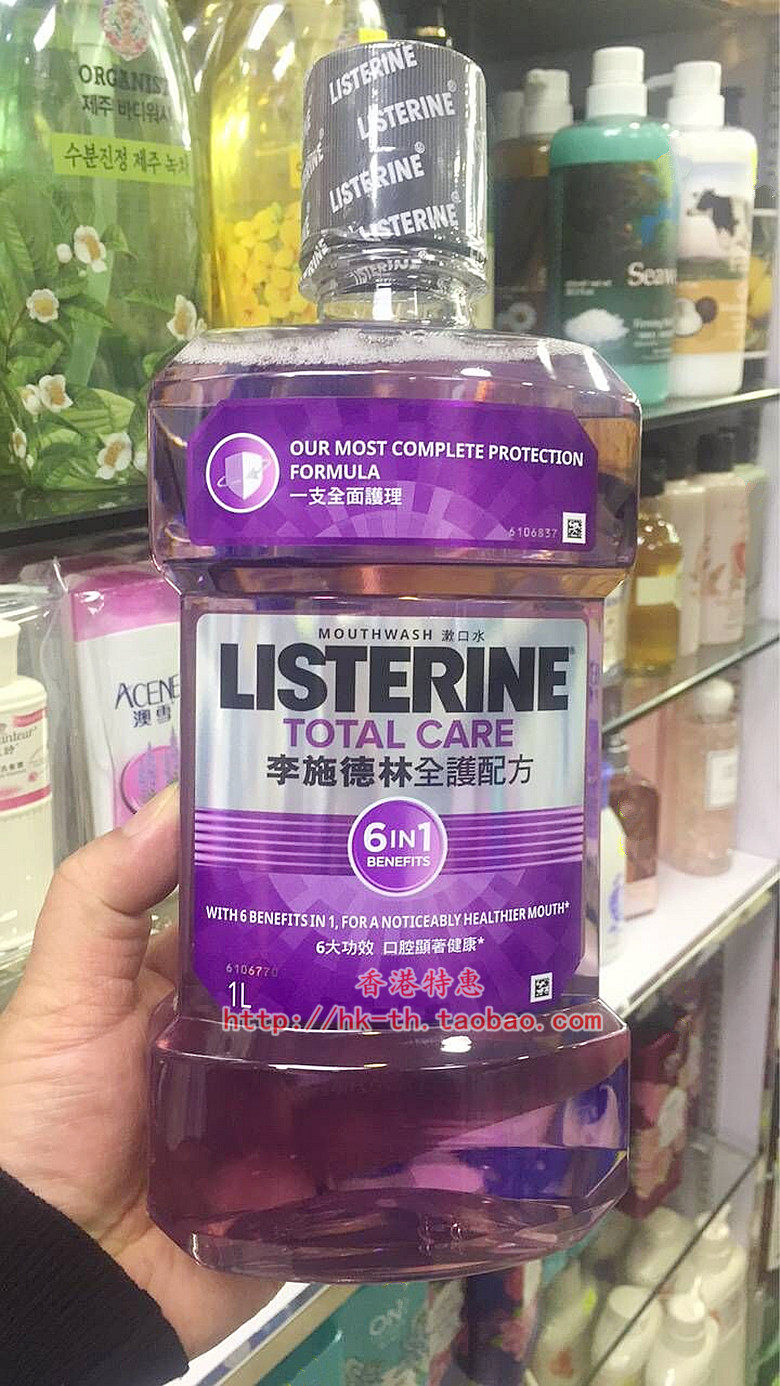 LISTERINE
LISTERINE
LISTERINE
LISTERINE
LISTERINE
ORGANIST
제주 바디워시
수분진정 제주 녹차
OUR MOST COMPLETE PROTECTION
FORMULA
一支全面護理
6106837
MOUTHWASH 漱口水
LISTERINE
TOTAL CARE
李施德林全護配方
6 IN 1
BENEFITS
WITH 6 BENEFITS IN 1, FOR A NOTICEABLY HEALTHIER MOUTH*
6大功效 口腔顯著健康*
6106770
1L
香港特惠
http://hk-th.taobao.com
ACENE
澳雪
Seaw